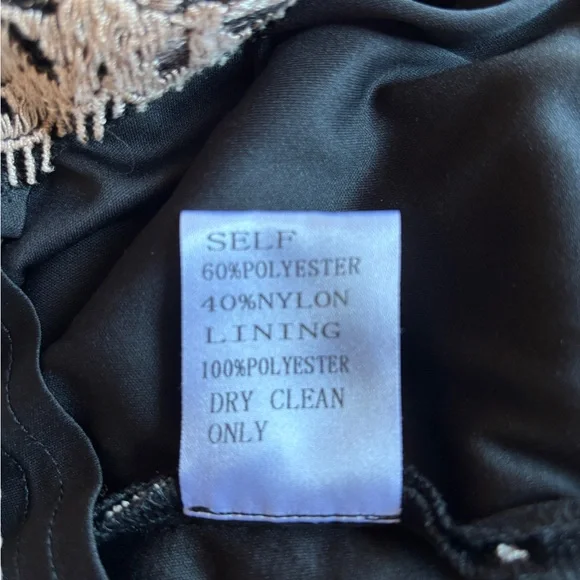 SELF
60%POLYESTER
40%NYLON
LINING
100%POLYESTER
DRY CLEAN
ONLY